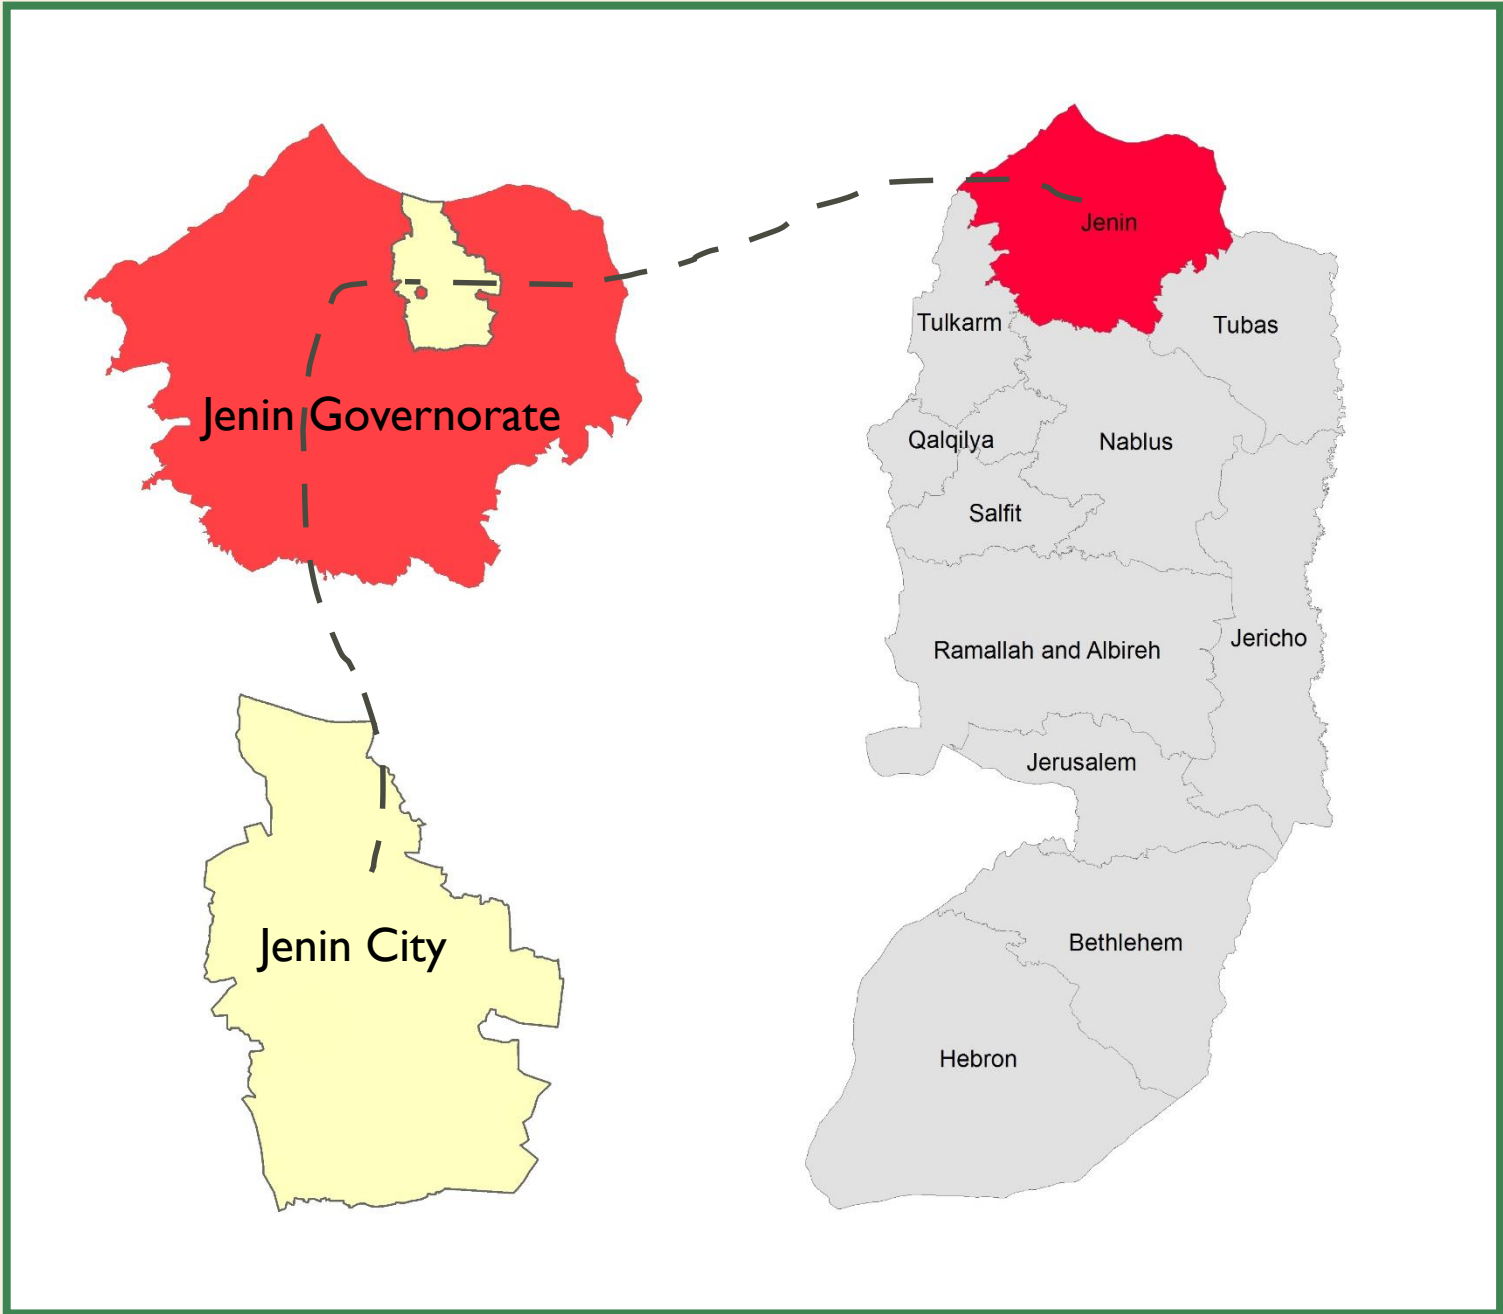 Jenin Governorate
Jenin City
Jenin
Tulkarm
Tubas
Qalqilya
Nablus
Salfit
Ramallah and Albireh
Jericho
Jerusalem
Bethlehem
Hebron